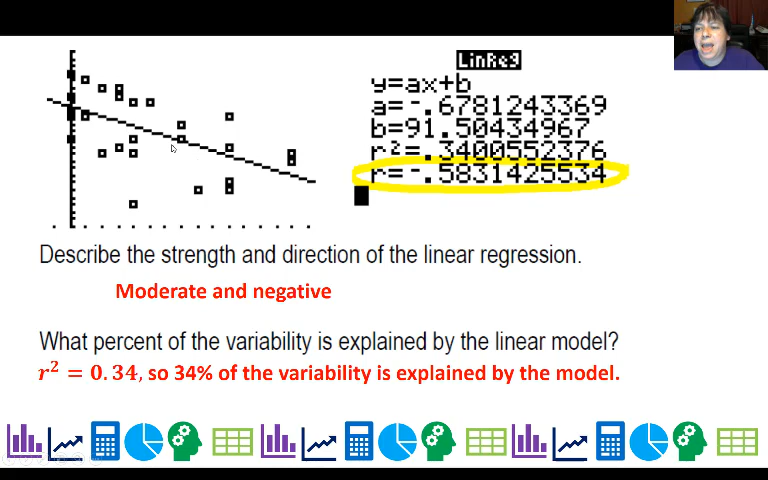 LinReg
y=ax+b
a=-.6781243369
b=91.50434967
r²=.3400552376
r=-.5831425534
Describe the strength and direction of the linear regression.
Moderate and negative
What percent of the variability is explained by the linear model?
r² = 0.34, so 34% of the variability is explained by the model.